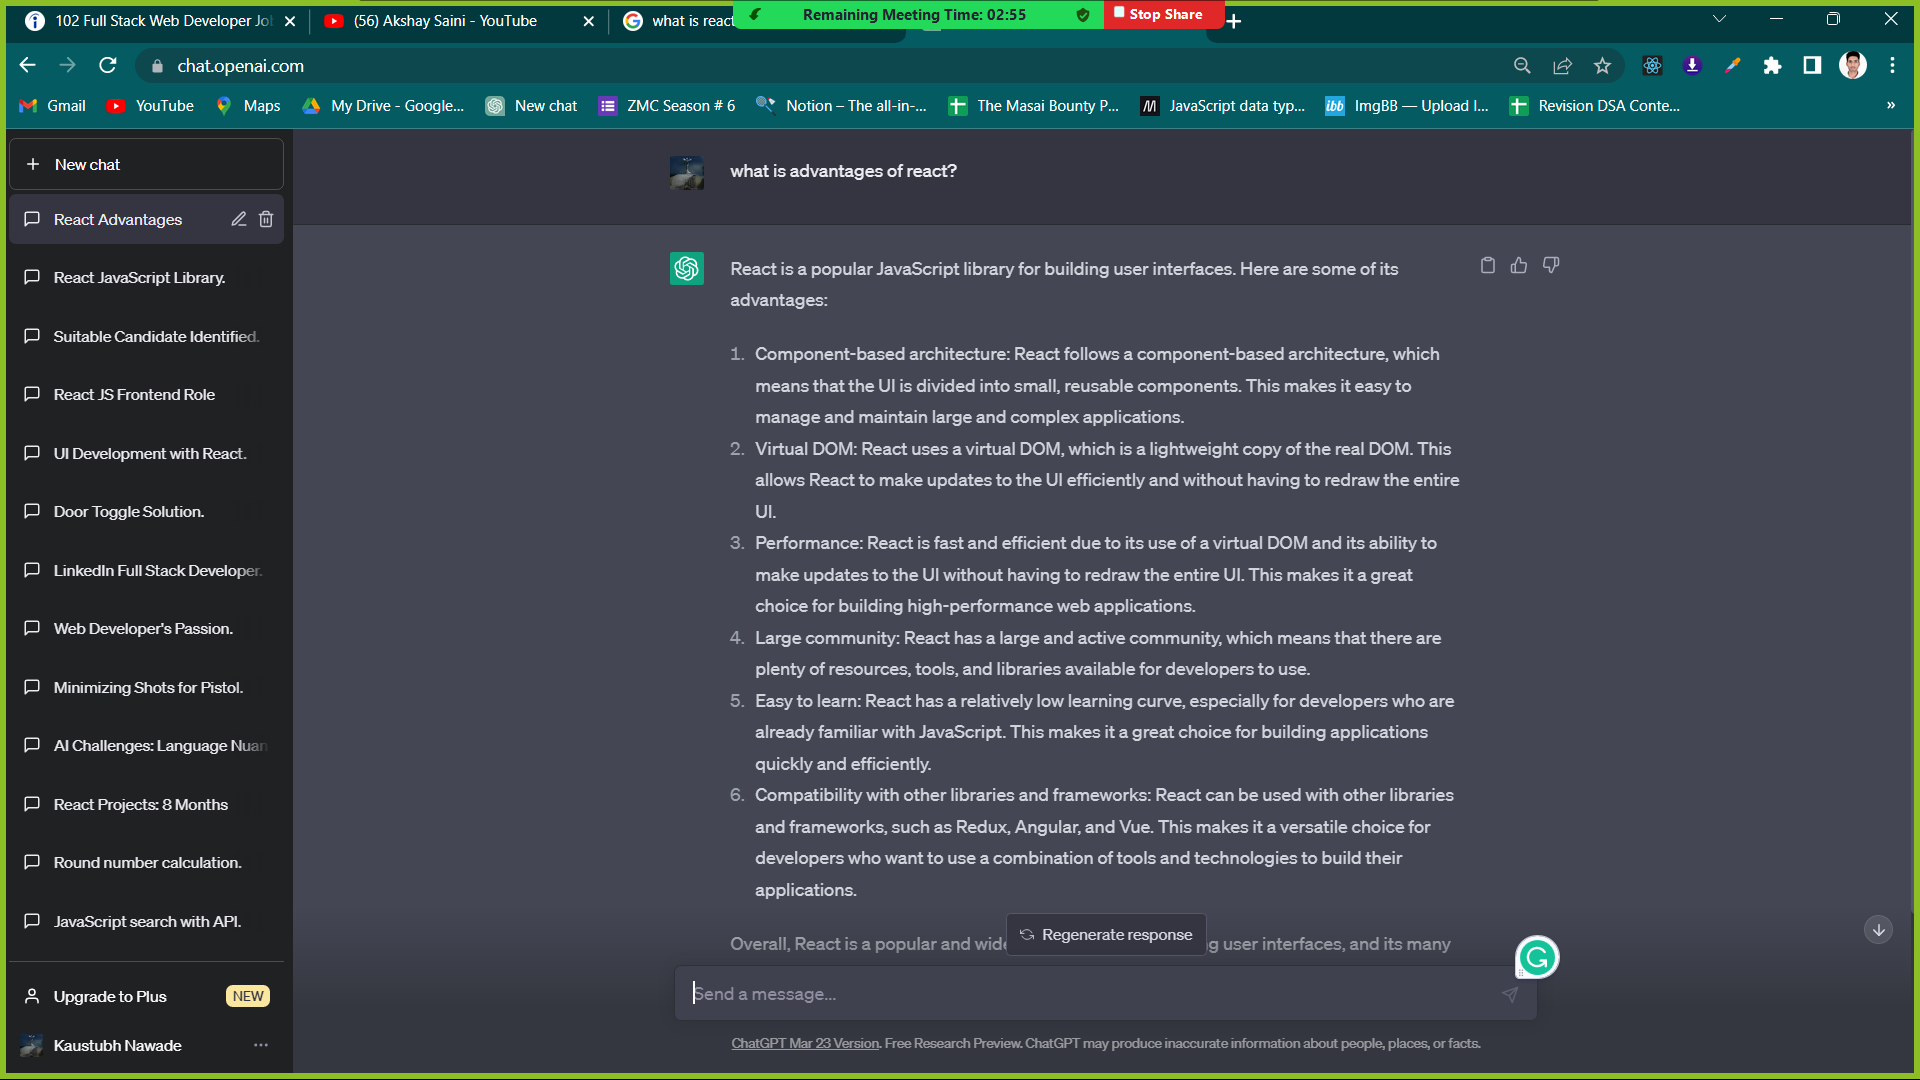 102 Full Stack Web Developer Jo
(56) Akshay Saini - YouTube
what is react
Remaining Meeting Time: 02:55
Stop Share
chat.openai.com
Gmail
YouTube
Maps
My Drive - Google...
New chat
ZMC Season # 6
Notion – The all-in-...
The Masai Bounty P...
JavaScript data typ...
ibb
ImgBB — Upload I...
Revision DSA Conte...
»
New chat
React Advantages
React JavaScript Library.
Suitable Candidate Identified.
React JS Frontend Role
UI Development with React.
Door Toggle Solution.
LinkedIn Full Stack Developer.
Web Developer's Passion.
Minimizing Shots for Pistol.
AI Challenges: Language Nuan
React Projects: 8 Months
Round number calculation.
JavaScript search with API.
Upgrade to Plus
NEW
Kaustubh Nawade
what is advantages of react?
React is a popular JavaScript library for building user interfaces. Here are some of its
advantages:
1. Component-based architecture: React follows a component-based architecture, which
means that the UI is divided into small, reusable components. This makes it easy to
manage and maintain large and complex applications.
2. Virtual DOM: React uses a virtual DOM, which is a lightweight copy of the real DOM. This
allows React to make updates to the UI efficiently and without having to redraw the entire
UI.
3. Performance: React is fast and efficient due to its use of a virtual DOM and its ability to
make updates to the UI without having to redraw the entire UI. This makes it a great
choice for building high-performance web applications.
4. Large community: React has a large and active community, which means that there are
plenty of resources, tools, and libraries available for developers to use.
5. Easy to learn: React has a relatively low learning curve, especially for developers who are
already familiar with JavaScript. This makes it a great choice for building applications
quickly and efficiently.
6. Compatibility with other libraries and frameworks: React can be used with other libraries
and frameworks, such as Redux, Angular, and Vue. This makes it a versatile choice for
developers who want to use a combination of tools and technologies to build their
applications.
Overall, React is a popular and wide
g user interfaces, and its many
Regenerate response
Send a message...
ChatGPT Mar 23 Version. Free Research Preview. ChatGPT may produce inaccurate information about people, places, or facts.